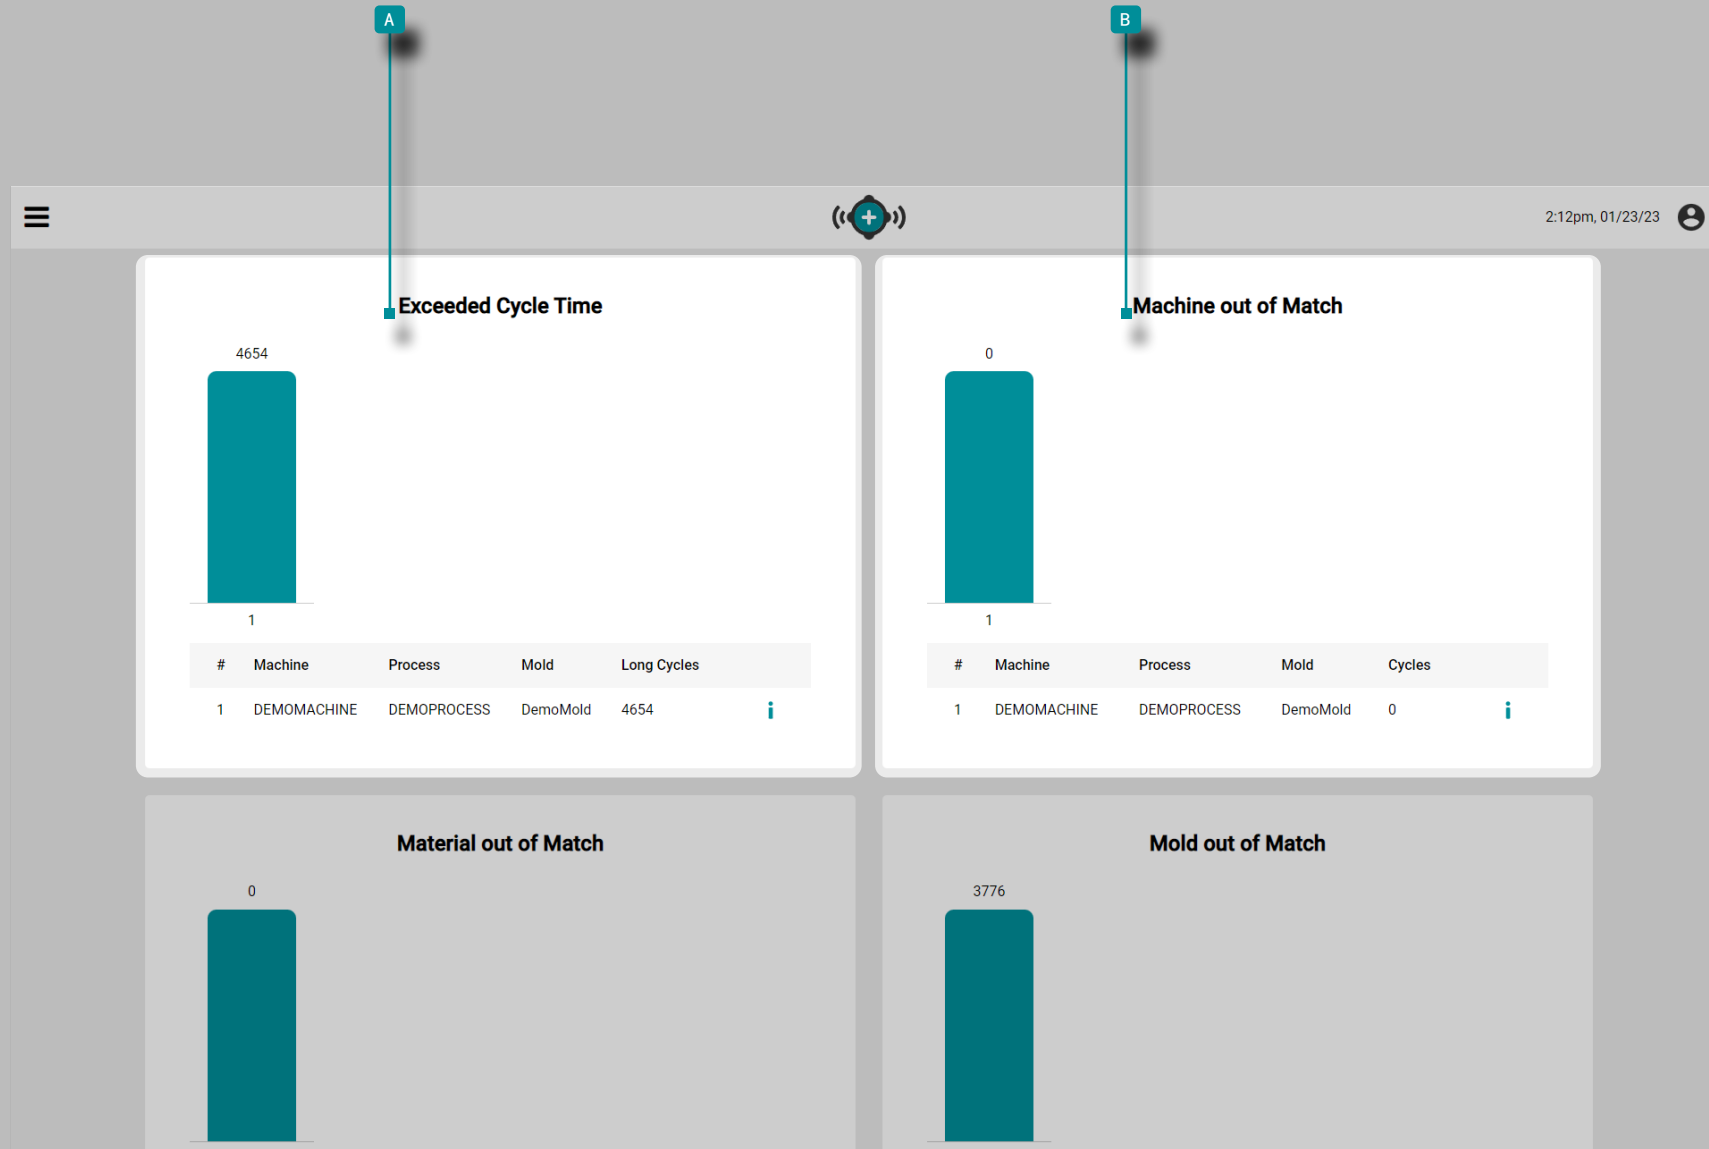 A
B
2:12pm, 01/23/23
Exceeded Cycle Time
4654
1
# Machine Process Mold Long Cycles
1 DEMOMACHINE DEMOPROCESS DemoMold 4654
Machine out of Match
0
1
# Machine Process Mold Cycles
1 DEMOMACHINE DEMOPROCESS DemoMold 0
Material out of Match
0
Mold out of Match
3776